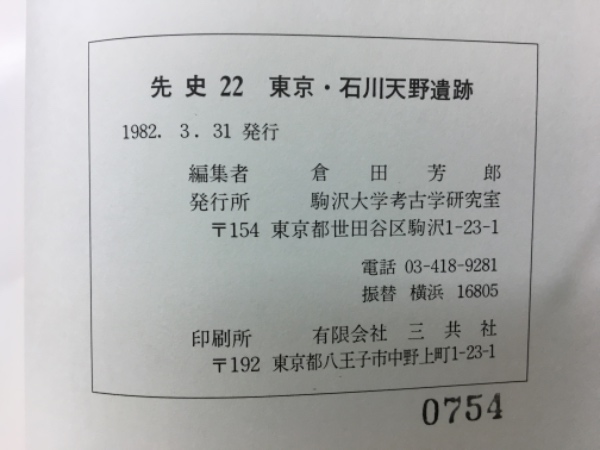 先史22 東京・石川天野遺跡
1982. 3. 31 発行
編集者 倉田芳郎
発行所 駒沢大学考古学研究室
〒154 東京都世田谷区駒沢1-23-1
電話 03-418-9281
振替 横浜 16805
印刷所 有限会社 三共社
〒192 東京都八王子市中野上町1-23-1
0754